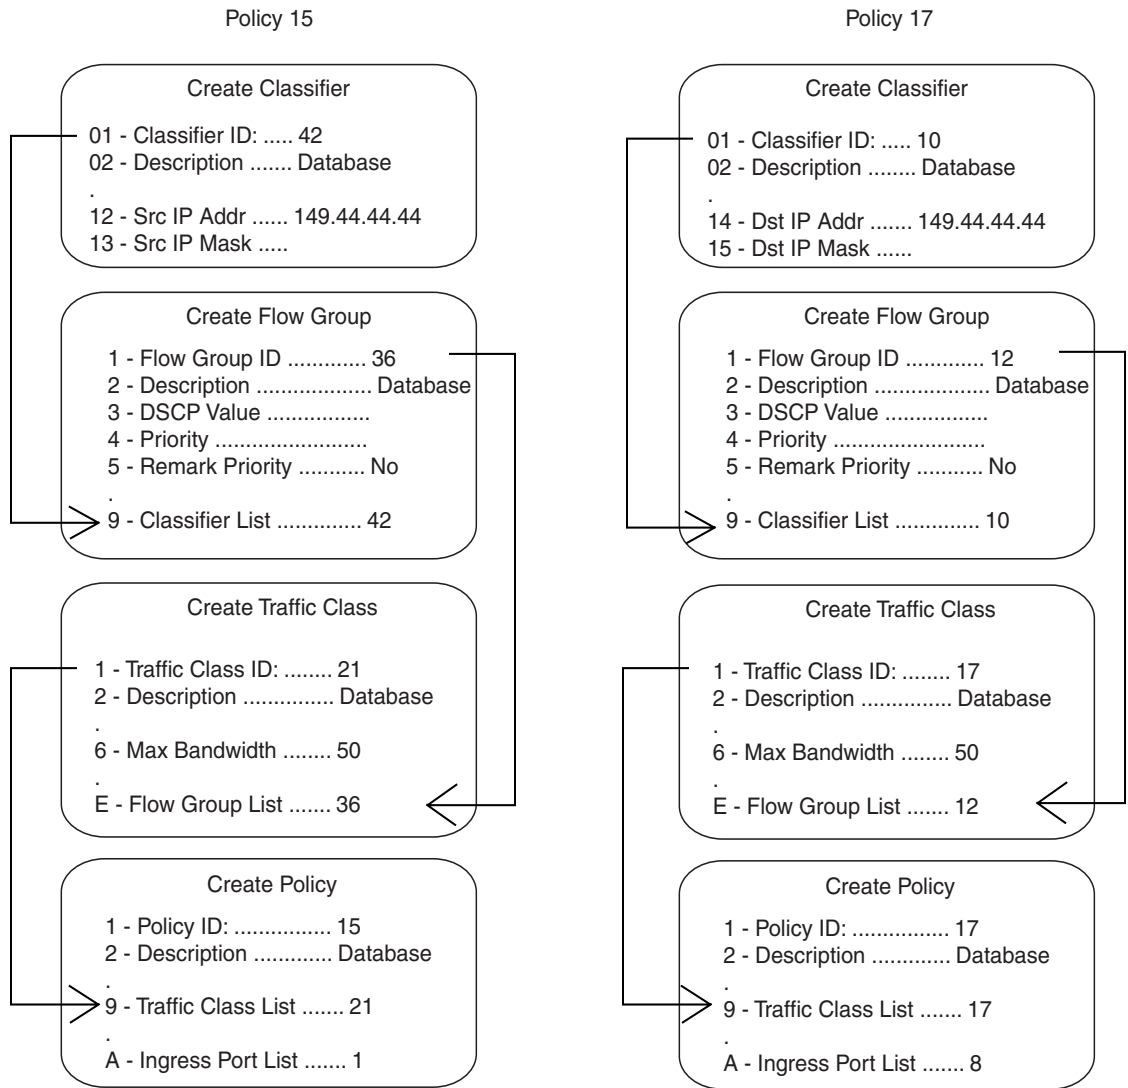 Policy 15
Create Classifier
01 - Classifier ID: ..... 42
02 - Description ....... Database
.
12 - Src IP Addr ...... 149.44.44.44
13 - Src IP Mask .....
Create Flow Group
1 - Flow Group ID ............. 36
2 - Description ................... Database
3 - DSCP Value .................
4 - Priority .........................
5 - Remark Priority ........... No
.
9 - Classifier List .............. 42
Create Traffic Class
1 - Traffic Class ID: ........ 21
2 - Description ............... Database
.
6 - Max Bandwidth ........ 50
.
E - Flow Group List ....... 36
Create Policy
1 - Policy ID: ................ 15
2 - Description ............. Database
.
9 - Traffic Class List ....... 21
.
A - Ingress Port List ....... 1
Policy 17
Create Classifier
01 - Classifier ID: ..... 10
02 - Description ........ Database
.
14 - Dst IP Addr ....... 149.44.44.44
15 - Dst IP Mask ......
Create Flow Group
1 - Flow Group ID ............. 12
2 - Description ................... Database
3 - DSCP Value .................
4 - Priority .........................
5 - Remark Priority ........... No
.
9 - Classifier List .............. 10
Create Traffic Class
1 - Traffic Class ID: ........ 17
2 - Description ............... Database
.
6 - Max Bandwidth ........ 50
.
E - Flow Group List ....... 12
Create Policy
1 - Policy ID: ................ 17
2 - Description ............. Database
.
9 - Traffic Class List ....... 17
.
A - Ingress Port List ....... 8